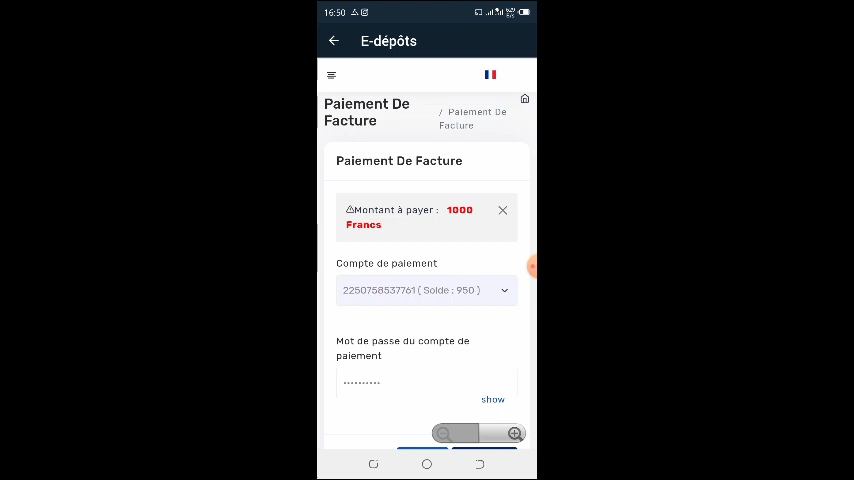 16:50
E-dépôts
Paiement De
Facture
/ Paiement De
Facture
Paiement De Facture
Montant à payer : 1000
Francs
Compte de paiement
2250758537761 ( Solde : 950 )
Mot de passe du compte de
paiement
show